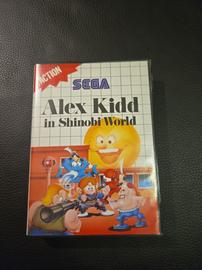 ACTION
SEGA
Alex Kidd
in Shinobi World